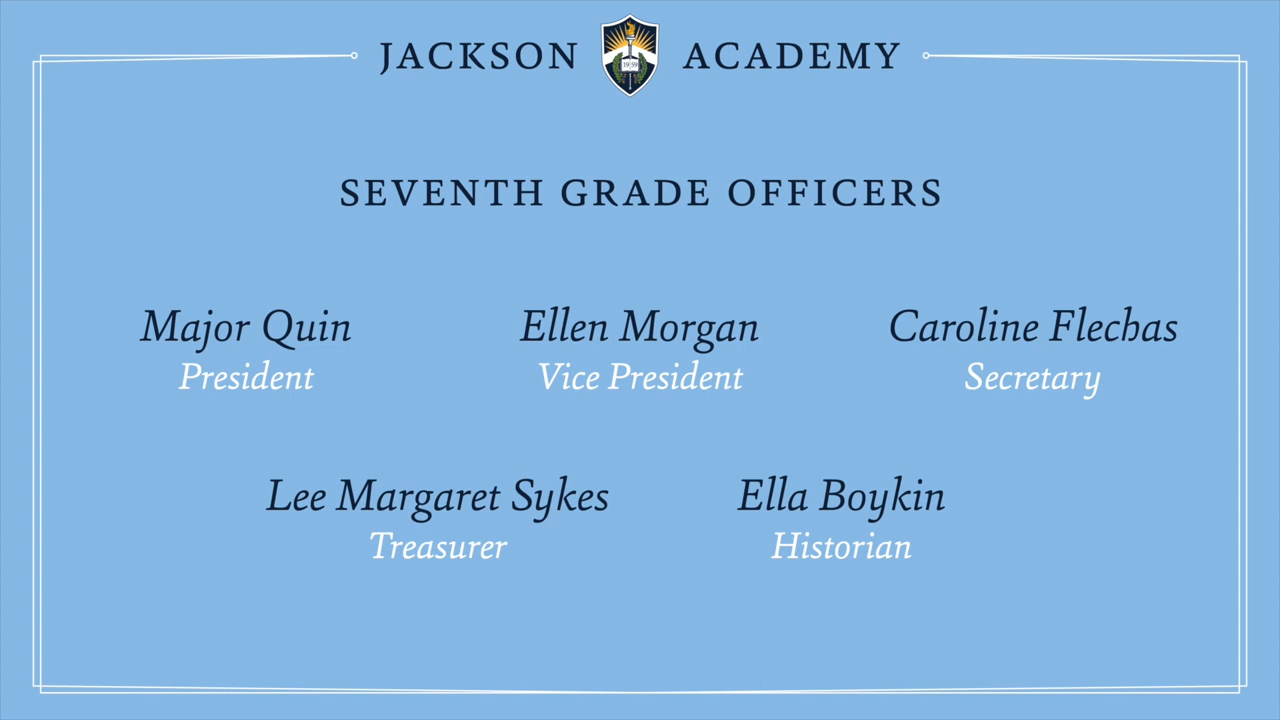 JACKSON ACADEMY
1959
SEVENTH GRADE OFFICERS
Major Quin
President
Ellen Morgan
Vice President
Caroline Flechas
Secretary
Lee Margaret Sykes
Treasurer
Ella Boykin
Historian